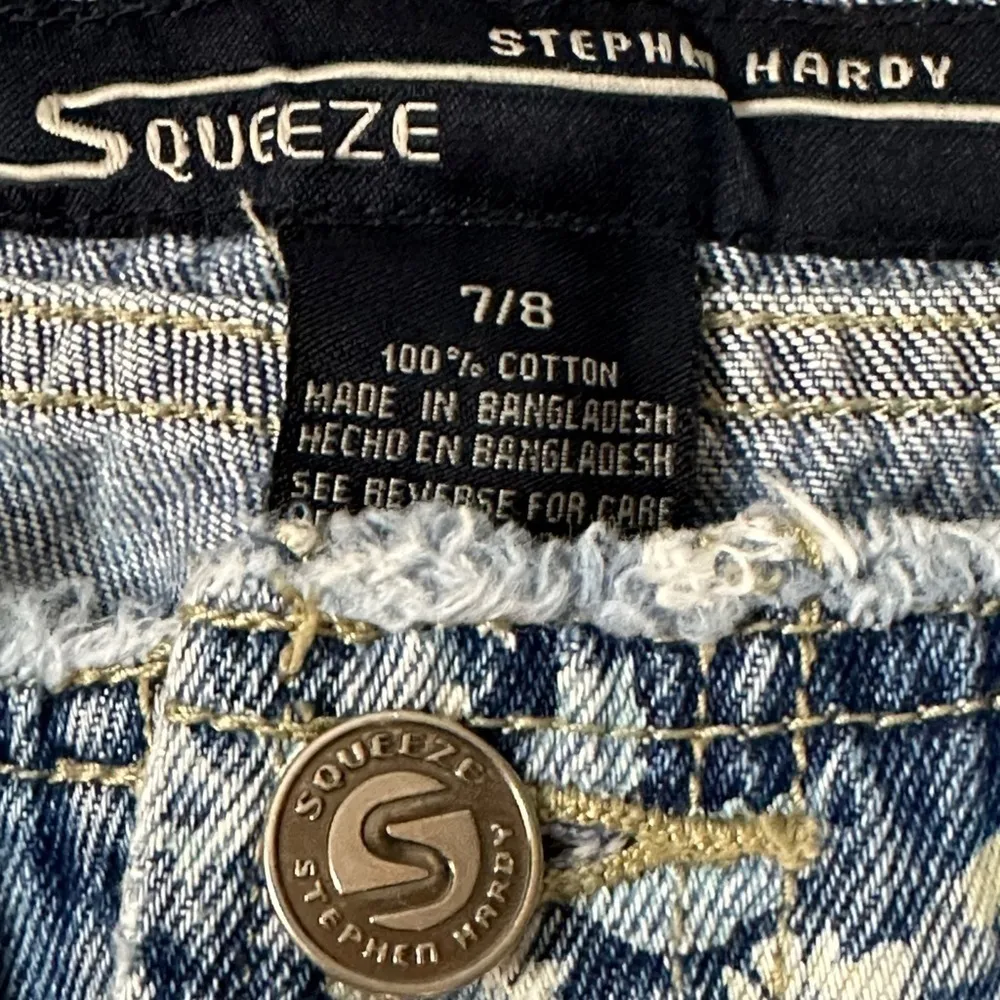 STEPHEN HARDY
SQUEEZE
7/8
100% COTTON
MADE IN BANGLADESH
HECHO EN BANGLADESH
SEE REVERSE FOR CARE
SQUEEZE
STEPHEN HARDY